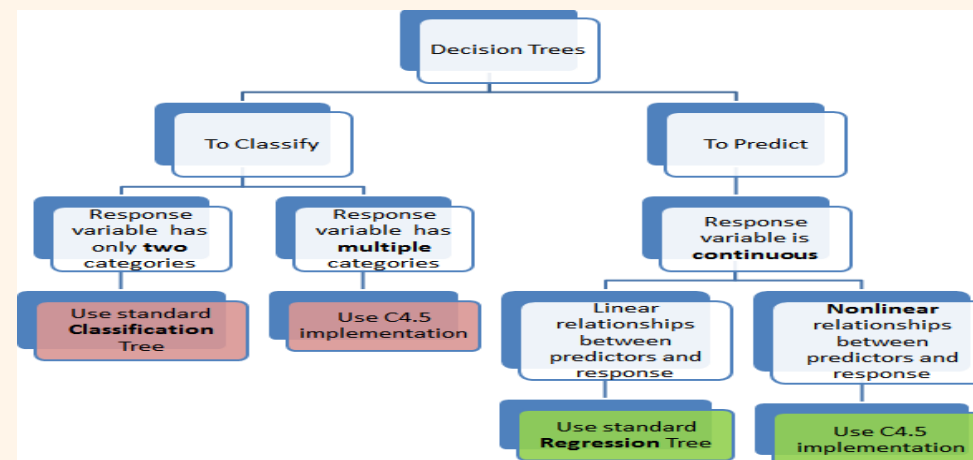 Decision Trees
To Classify
To Predict
Response
variable has
only two
categories
Response
variable has
multiple
categories
Response
variable is
continuous
Use standard
Classification
Tree
Use C4.5
implementation
Linear
relationships
between
predictors and
response
Nonlinear
relationships
between
predictors and
response
Use standard
Regression Tree
Use C4.5
implementation